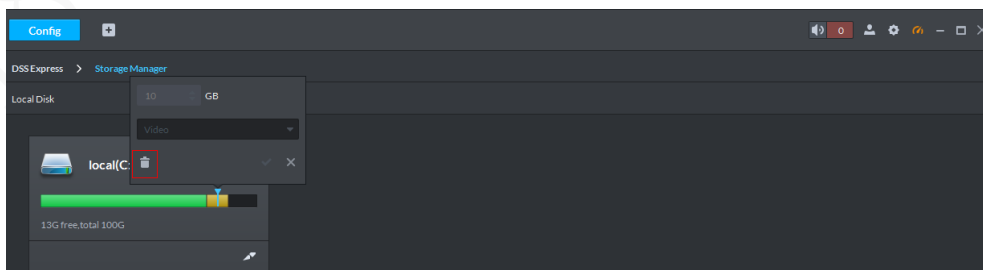 Config
0
DSS Express > Storage Manager
Local Disk
10 GB
Video
local(C:
13G free,total 100G